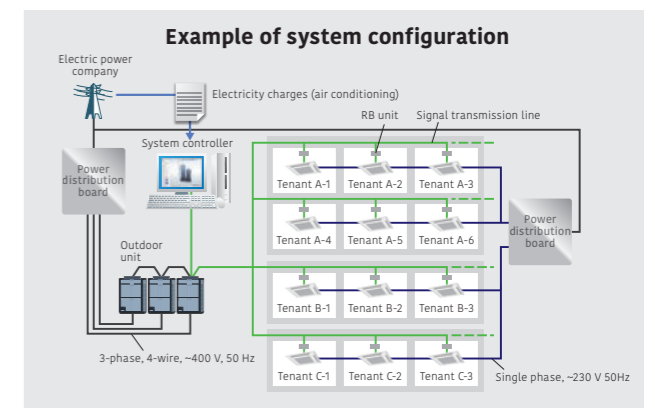 Example of system configuration
Electric power
company
Electricity charges (air conditioning)
RB unit
Signal transmission line
System controller
Power
distribution
board
Tenant A-1
Tenant A-2
Tenant A-3
Power
distribution
board
Tenant A-4
Tenant A-5
Tenant A-6
Outdoor
unit
Tenant B-1
Tenant B-2
Tenant B-3
3-phase, 4-wire, ~400 V, 50 Hz
Tenant C-1
Tenant C-2
Tenant C-3
Single phase, ~230 V 50Hz